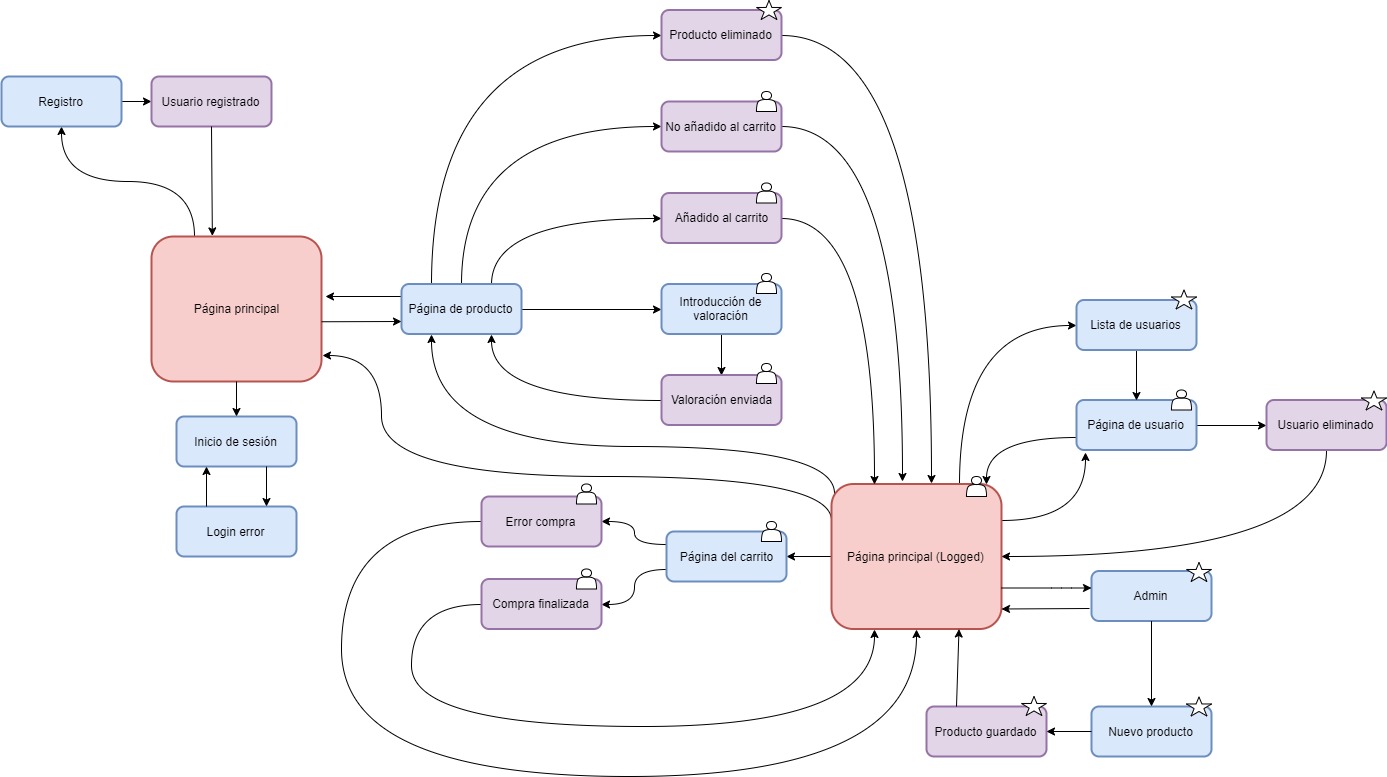 Producto eliminado
Registro
Usuario registrado
No añadido al carrito
Añadido al carrito
Página principal
Página de producto
Introducción de
valoración
Lista de usuarios
Valoración enviada
Página de usuario
Usuario eliminado
Inicio de sesión
Login error
Error compra
Página del carrito
Página principal (Logged)
Compra finalizada
Admin
Producto guardado
Nuevo producto